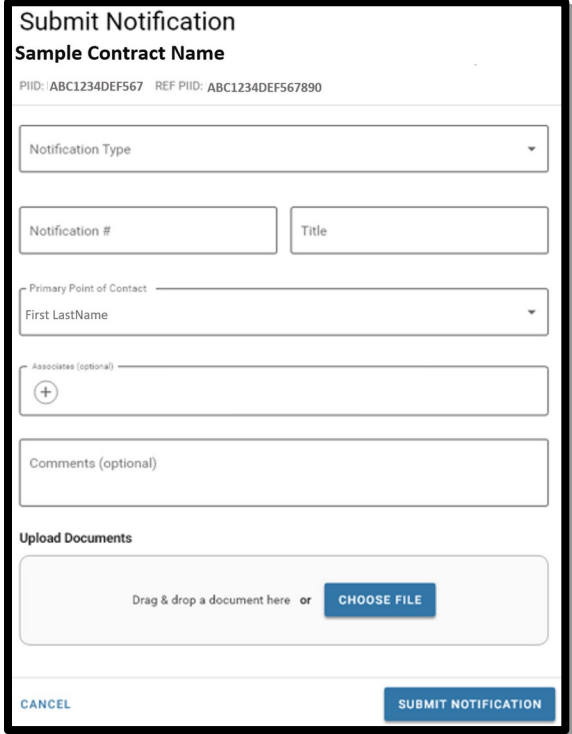 Submit Notification
Sample Contract Name
PIID: ABC1234DEF567 REF PIID: ABC1234DEF567890
Notification Type
Notification # Title
Primary Point of Contact
First LastName
Associates (optional)
Comments (optional)
Upload Documents
Drag & drop a document here or CHOOSE FILE
CANCEL SUBMIT NOTIFICATION